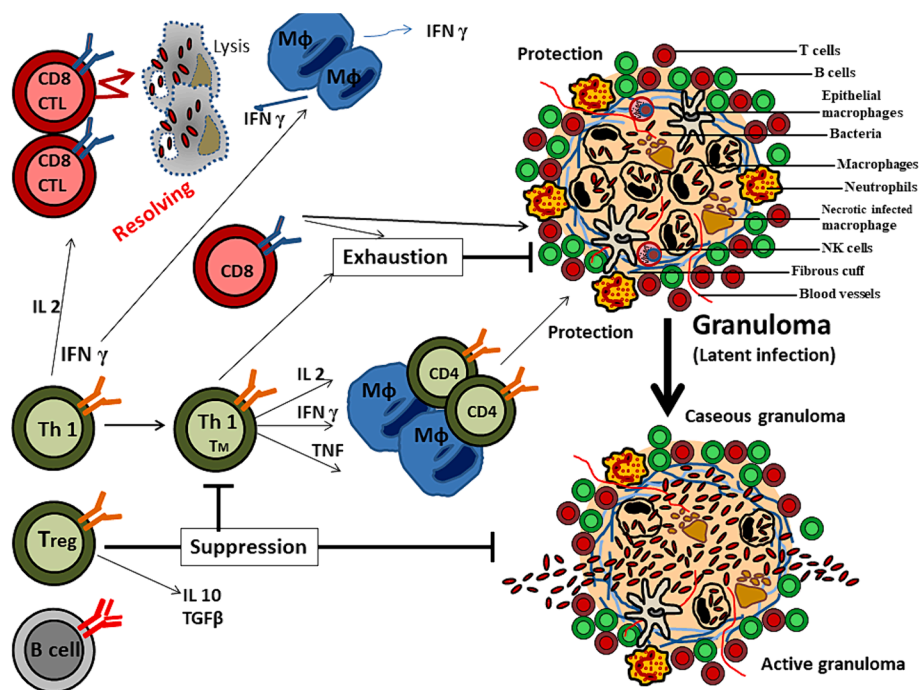 CD8
CTL
CD8
CTL
Lysis
Resolving
Mϕ
Mϕ
IFN γ
IFN γ
Protection
T cells
B cells
Epithelial
macrophages
Bacteria
Macrophages
Neutrophils
Necrotic infected
macrophage
NK cells
Fibrous cuff
Blood vessels
CD8
Exhaustion
IL 2
IFN γ
Protection
Granuloma
(Latent infection)
Th 1
Th 1
TM
IL 2
IFN γ
TNF
Mϕ
Mϕ
CD4
CD4
Caseous granuloma
Treg
Suppression
IL 10
TGFβ
B cell
Active granuloma